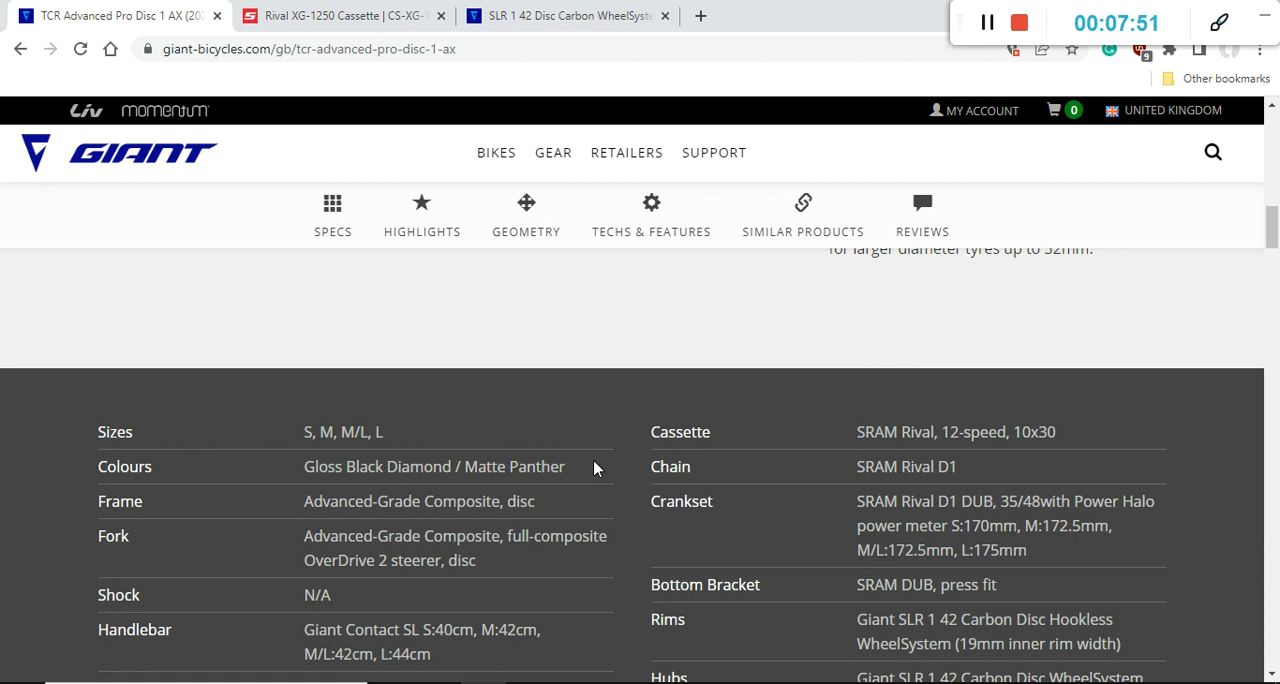 TCR Advanced Pro Disc 1 AX (20
Rival XG-1250 Cassette | CS-XG-
SLR 1 42 Disc Carbon WheelSyste
00:07:51
giant-bicycles.com/gb/tcr-advanced-pro-disc-1-ax
9
Other bookmarks
Liv momentum
MY ACCOUNT
0
UNITED KINGDOM
GIANT
BIKES GEAR RETAILERS SUPPORT
SPECS HIGHLIGHTS GEOMETRY TECHS & FEATURES SIMILAR PRODUCTS REVIEWS
for larger diameter tyres up to 32mm.
Sizes S, M, M/L, L
Colours Gloss Black Diamond / Matte Panther
Frame Advanced-Grade Composite, disc
Fork Advanced-Grade Composite, full-composite
OverDrive 2 steerer, disc
Shock N/A
Handlebar Giant Contact SL S:40cm, M:42cm,
M/L:42cm, L:44cm
Cassette SRAM Rival, 12-speed, 10x30
Chain SRAM Rival D1
Crankset SRAM Rival D1 DUB, 35/48with Power Halo
power meter S:170mm, M:172.5mm,
M/L:172.5mm, L:175mm
Bottom Bracket SRAM DUB, press fit
Rims Giant SLR 1 42 Carbon Disc Hookless
WheelSystem (19mm inner rim width)
Hubs Giant SLR 1 42 Carbon Disc WheelSystem